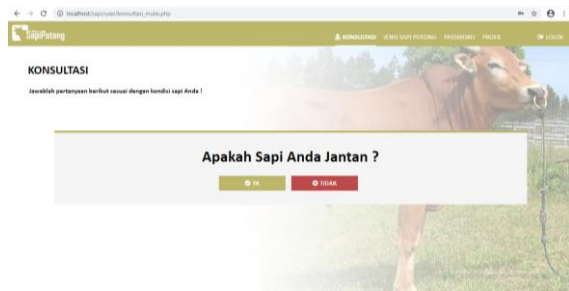 localhost/sapi/user/konsultasi_mulai.php
SapiPotong
KONSULTASI JENIS SAPI POTONG PASSWORD PROFIL
KONSULTASI
Jawablah pertanyaan berikut sesuai dengan kondisi sapi Anda !
Apakah Sapi Anda Jantan ?
YA TIDAK